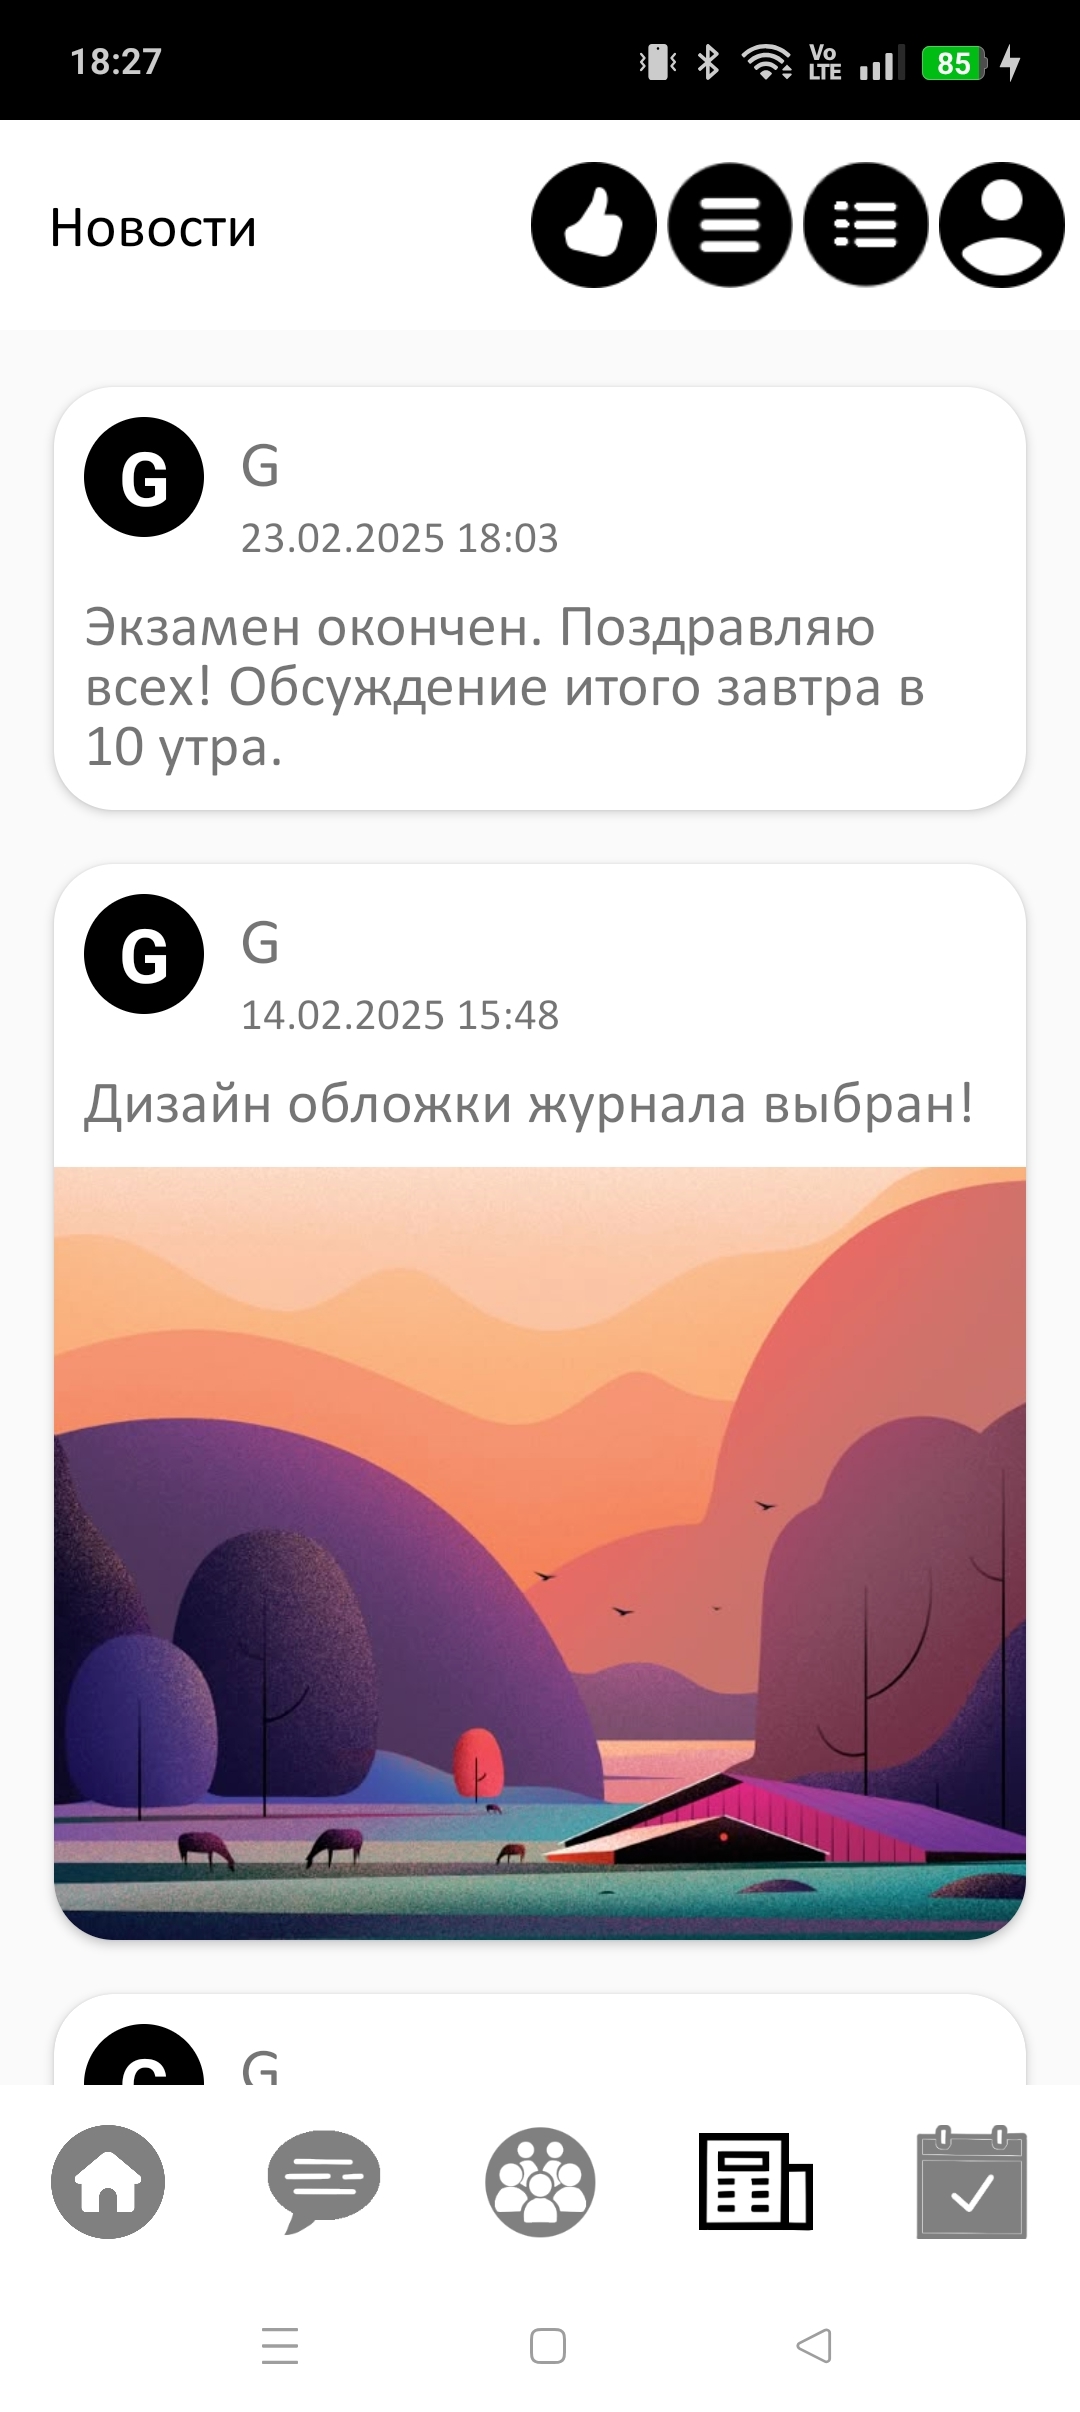 18:27
Vo
LTE
85
Новости
G
G
23.02.2025 18:03
Экзамен окончен. Поздравляю
всех! Обсуждение итого завтра в
10 утра.
G
G
14.02.2025 15:48
Дизайн обложки журнала выбран!
G
G